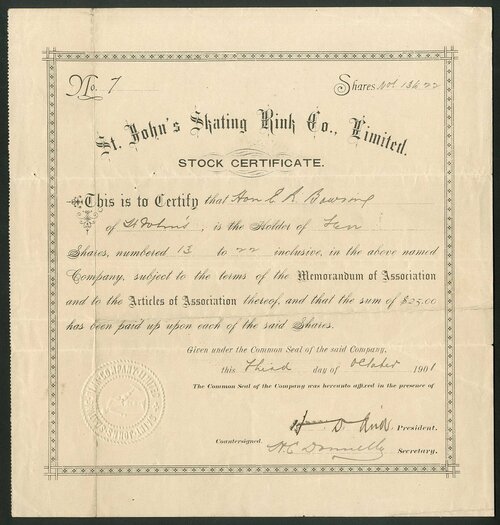 No. 7 Shares Nos 13 to 22
St. John's Skating Rink Co., Limited.
STOCK CERTIFICATE.
This is to Certify that Hon E R Bowring
of St John's, is the Holder of Ten
Shares, numbered 13 to 22 inclusive, in the above named
Company, subject to the terms of the Memorandum of Association
and to the Articles of Association thereof, and that the sum of $25.00
has been paid up upon each of the said Shares.
Given under the Common Seal of the said Company,
this Third day of October 1901
The Common Seal of the Company was hereunto affixed in the presence of
D. Reid President.
Countersigned.
H. C. Donnelly Secretary.